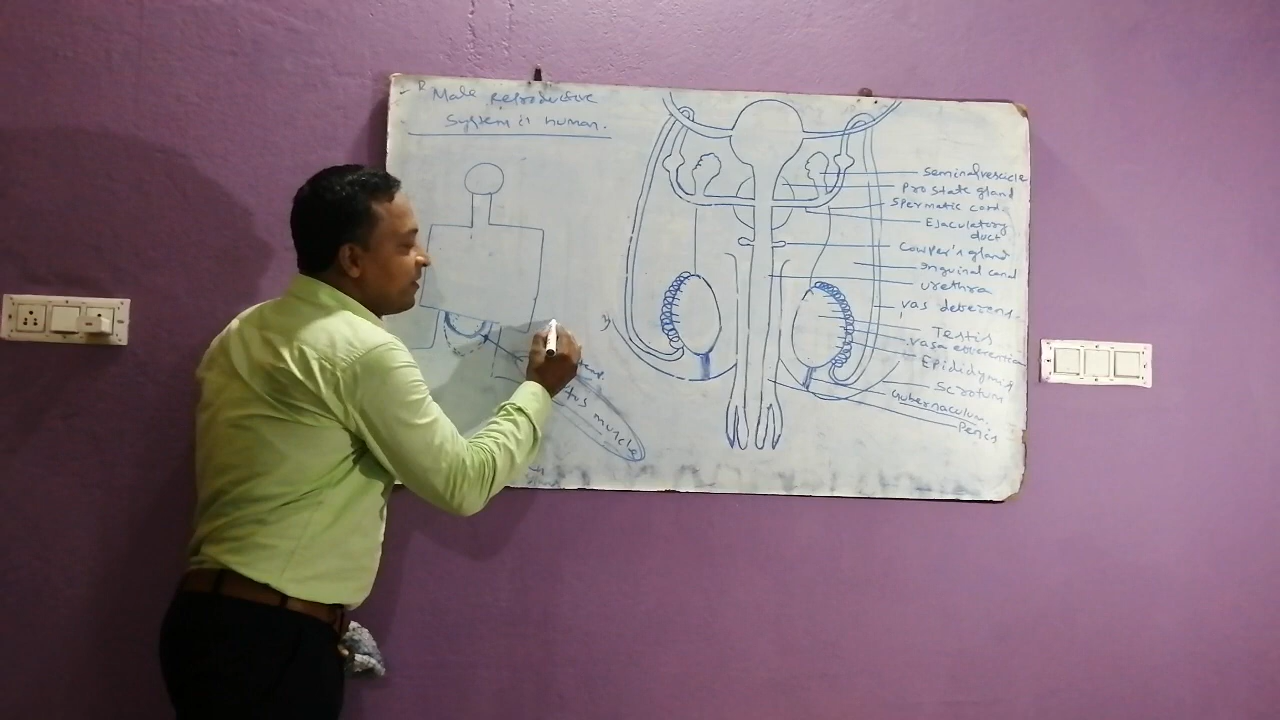 Male Reproductive
System in human.
seminal vescicle
prostate gland
spermatic cord
Ejaculatory
duct
Cowper's gland
inguinal canal
urethra
vas deferens.
Testis
vasa efferentia
Epididymis
Scrotum
Gubernaculum.
Penis
muscle